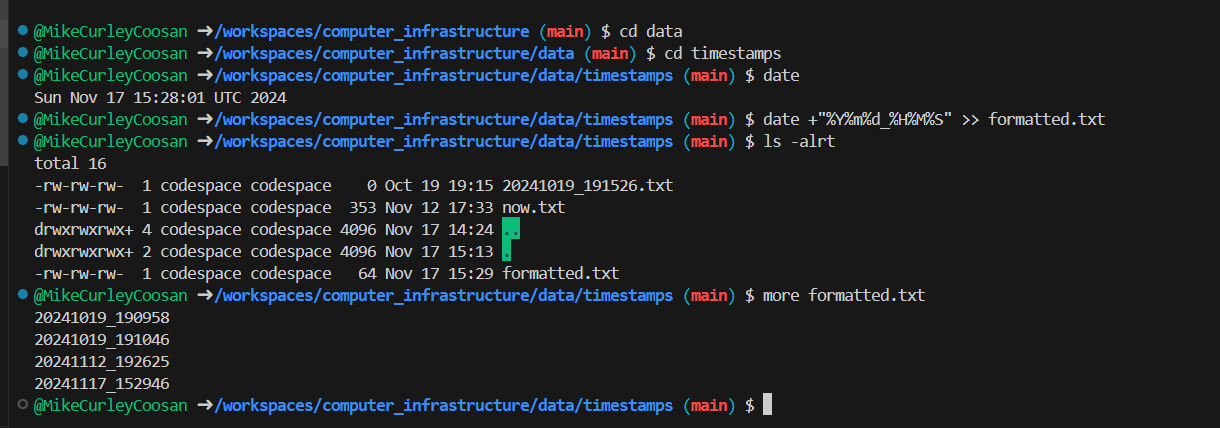 @MikeCurleyCoosan ➜/workspaces/computer_infrastructure (main) $ cd data
@MikeCurleyCoosan ➜/workspaces/computer_infrastructure/data (main) $ cd timestamps
@MikeCurleyCoosan ➜/workspaces/computer_infrastructure/data/timestamps (main) $ date
Sun Nov 17 15:28:01 UTC 2024
@MikeCurleyCoosan ➜/workspaces/computer_infrastructure/data/timestamps (main) $ date +"%Y%m%d_%H%M%S" >> formatted.txt
@MikeCurleyCoosan ➜/workspaces/computer_infrastructure/data/timestamps (main) $ ls -alrt
total 16
-rw-rw-rw-  1 codespace codespace    0 Oct 19 19:15 20241019_191526.txt
-rw-rw-rw-  1 codespace codespace  353 Nov 12 17:33 now.txt
drwxrwxrwx+ 4 codespace codespace 4096 Nov 17 14:24 ..
drwxrwxrwx+ 2 codespace codespace 4096 Nov 17 15:13 .
-rw-rw-rw-  1 codespace codespace   64 Nov 17 15:29 formatted.txt
@MikeCurleyCoosan ➜/workspaces/computer_infrastructure/data/timestamps (main) $ more formatted.txt
20241019_190958
20241019_191046
20241112_192625
20241117_152946
@MikeCurleyCoosan ➜/workspaces/computer_infrastructure/data/timestamps (main) $